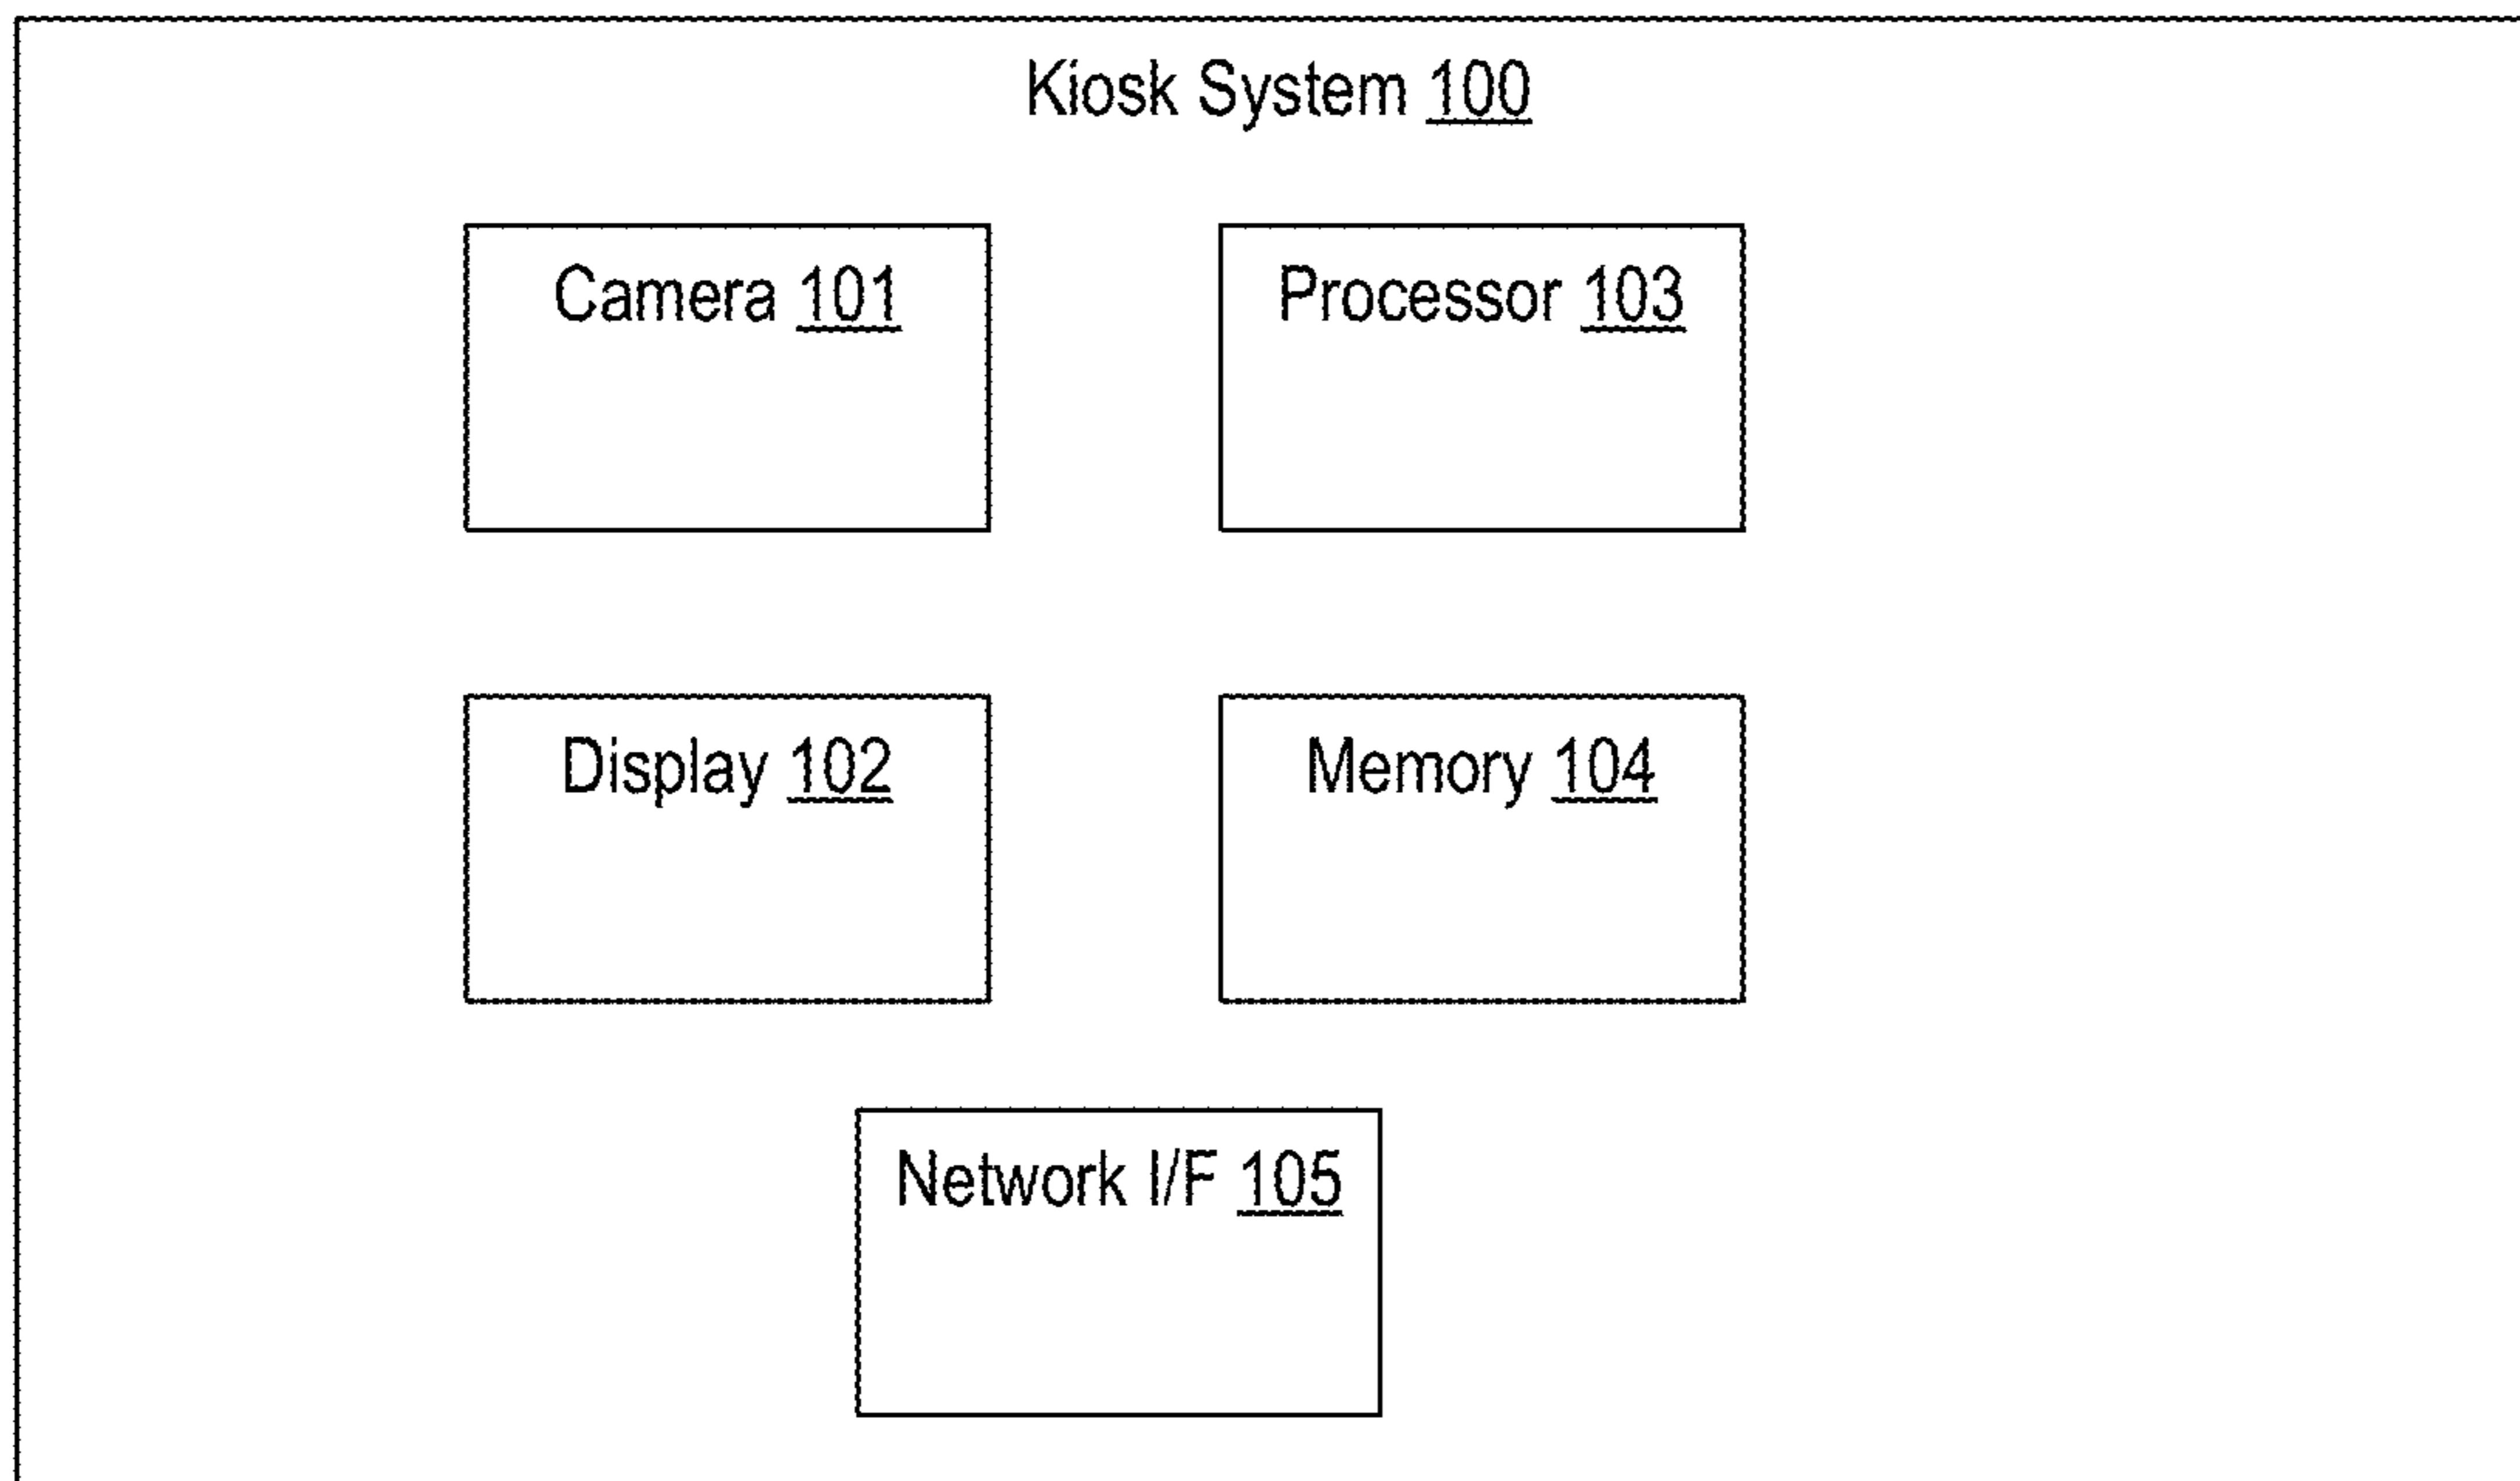 Kiosk System 100
Camera 101
Processor 103
Display 102
Memory 104
Network I/F 105